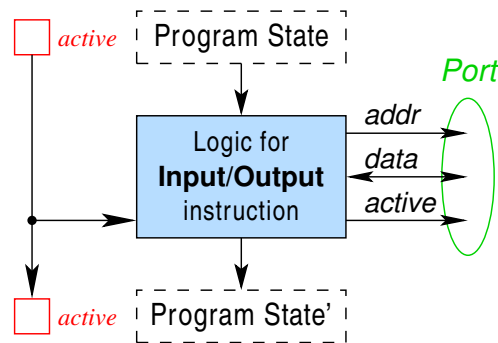 active
Program State
Port
Logic for
Input/Output
instruction
addr
data
active
active
Program State'